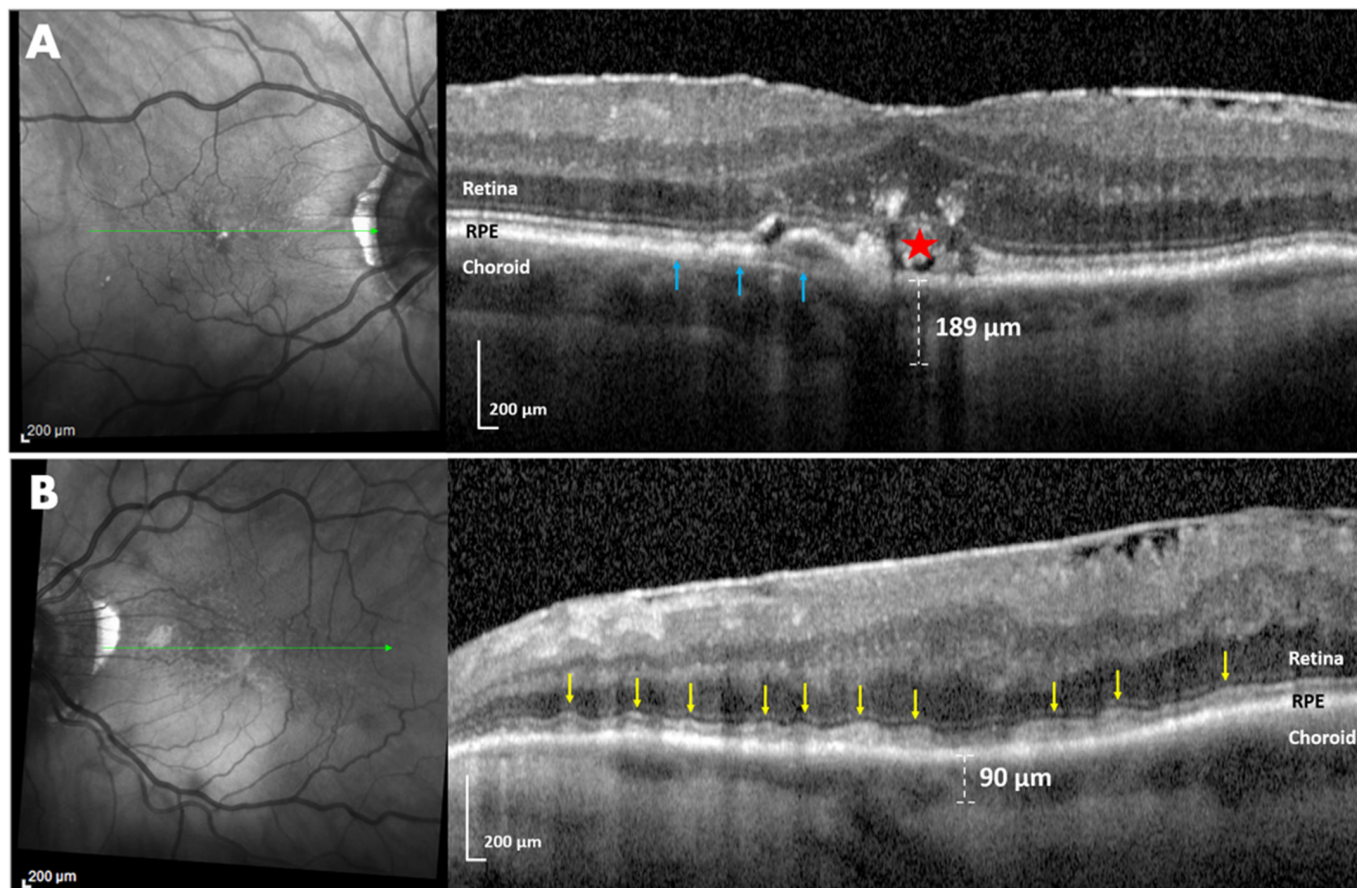 A
Retina
RPE
Choroid
189 µm
200 µm
200 µm
B
Retina
RPE
Choroid
90 µm
200 µm
200 µm